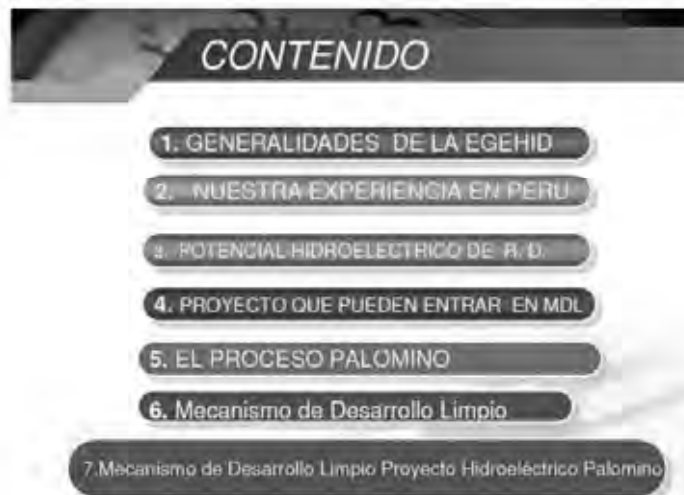 CONTENIDO
1. GENERALIDADES DE LA EGEHID
2. NUESTRA EXPERIENCIA EN PERU
3. POTENCIAL HIDROELECTRICO DE R. D.
4. PROYECTO QUE PUEDEN ENTRAR EN MDL
5. EL PROCESO PALOMINO
6. Mecanismo de Desarrollo Limpio
7.Mecanismo de Desarrollo Limpio Proyecto Hidroeléctrico Palomino